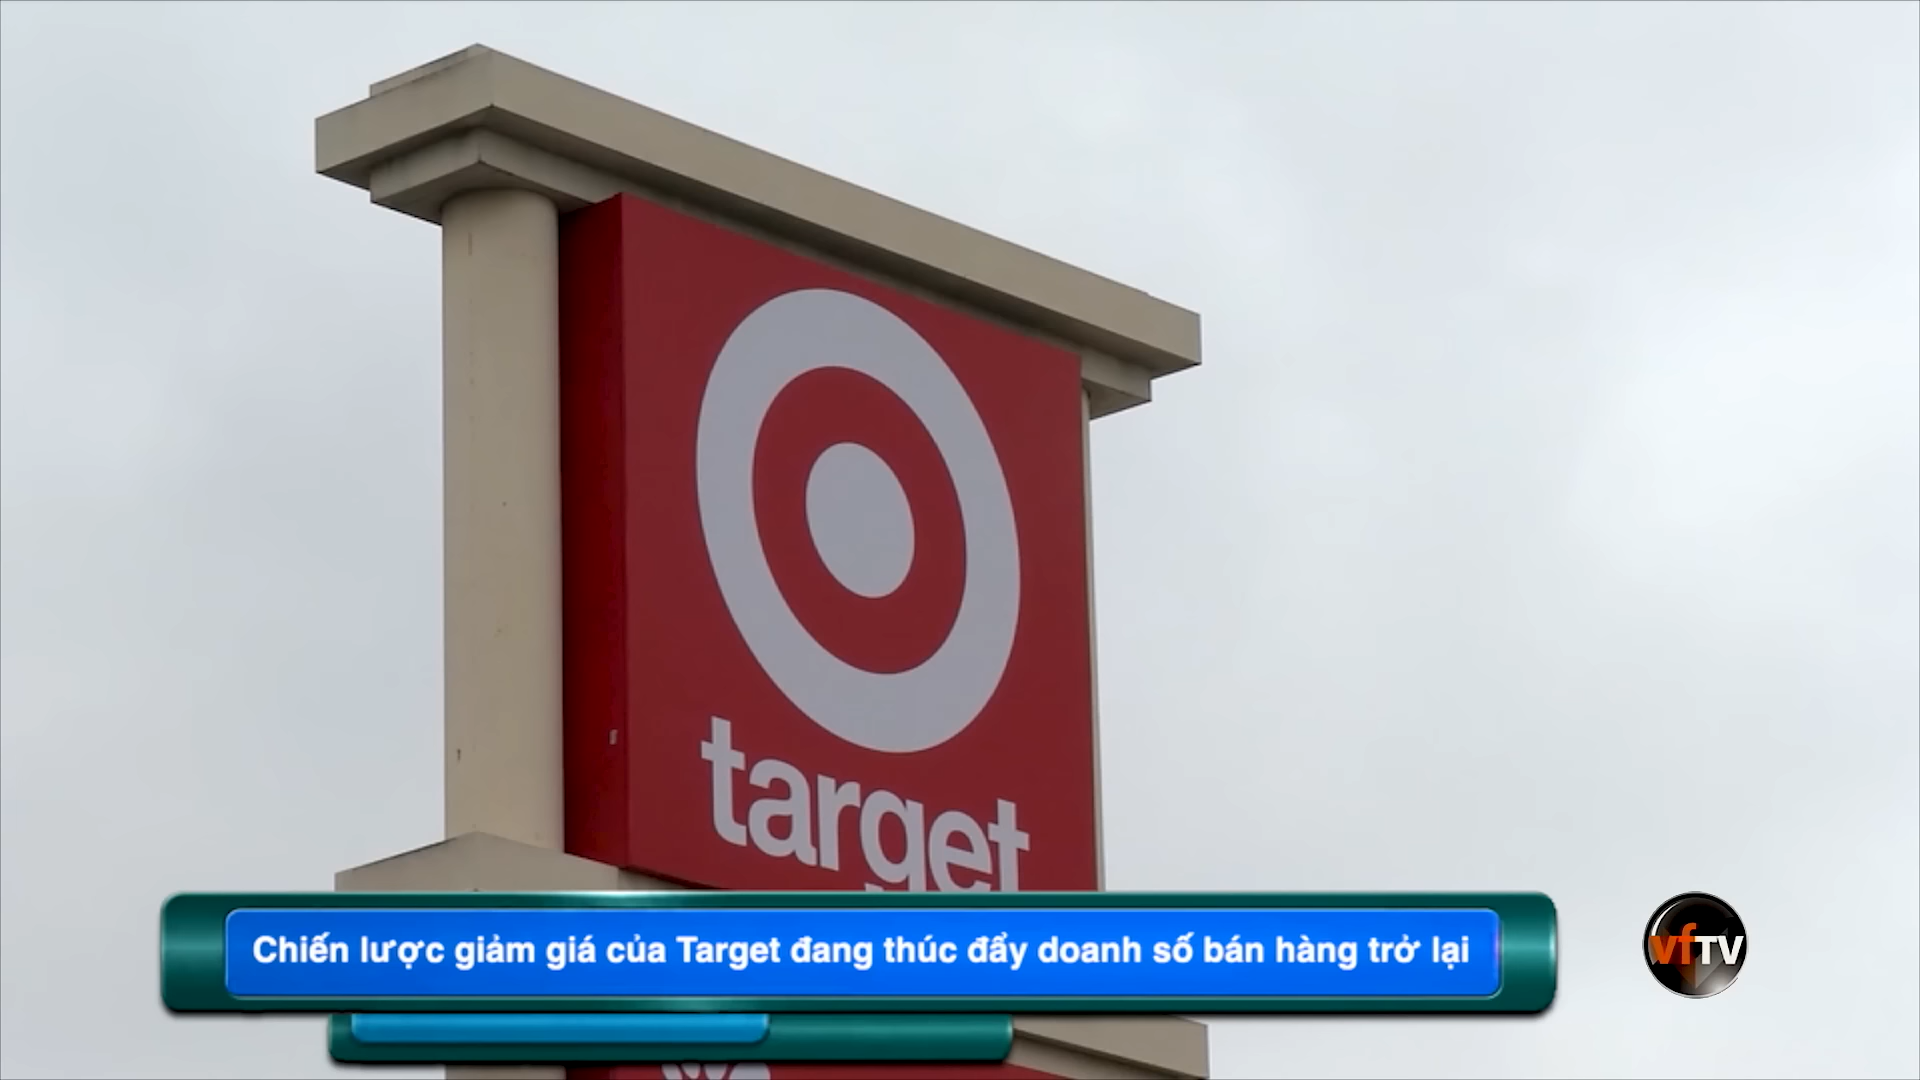 target
Chiến lược giảm giá của Target đang thúc đẩy doanh số bán hàng trở lại
vfTV